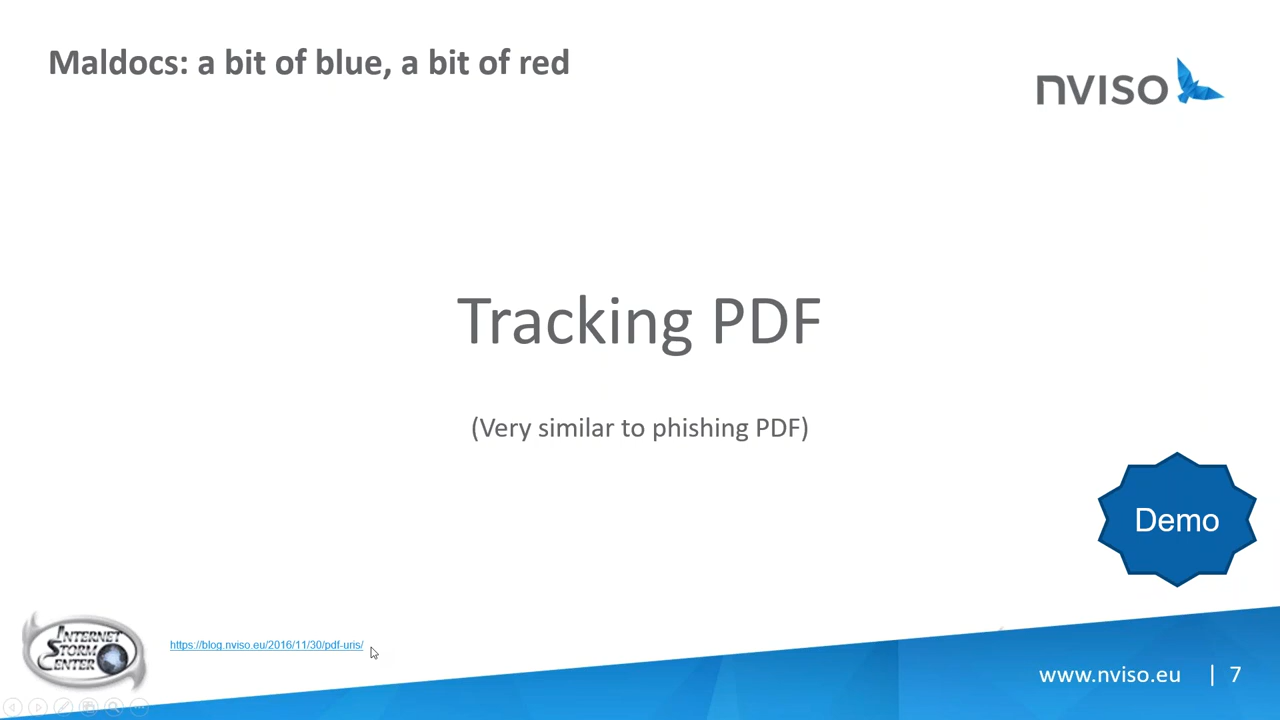 Maldocs: a bit of blue, a bit of red
nviso
Tracking PDF
(Very similar to phishing PDF)
Demo
INTERNET
STORM
CENTER
https://blog.nviso.eu/2016/11/30/pdf-uris/
www.nviso.eu | 7